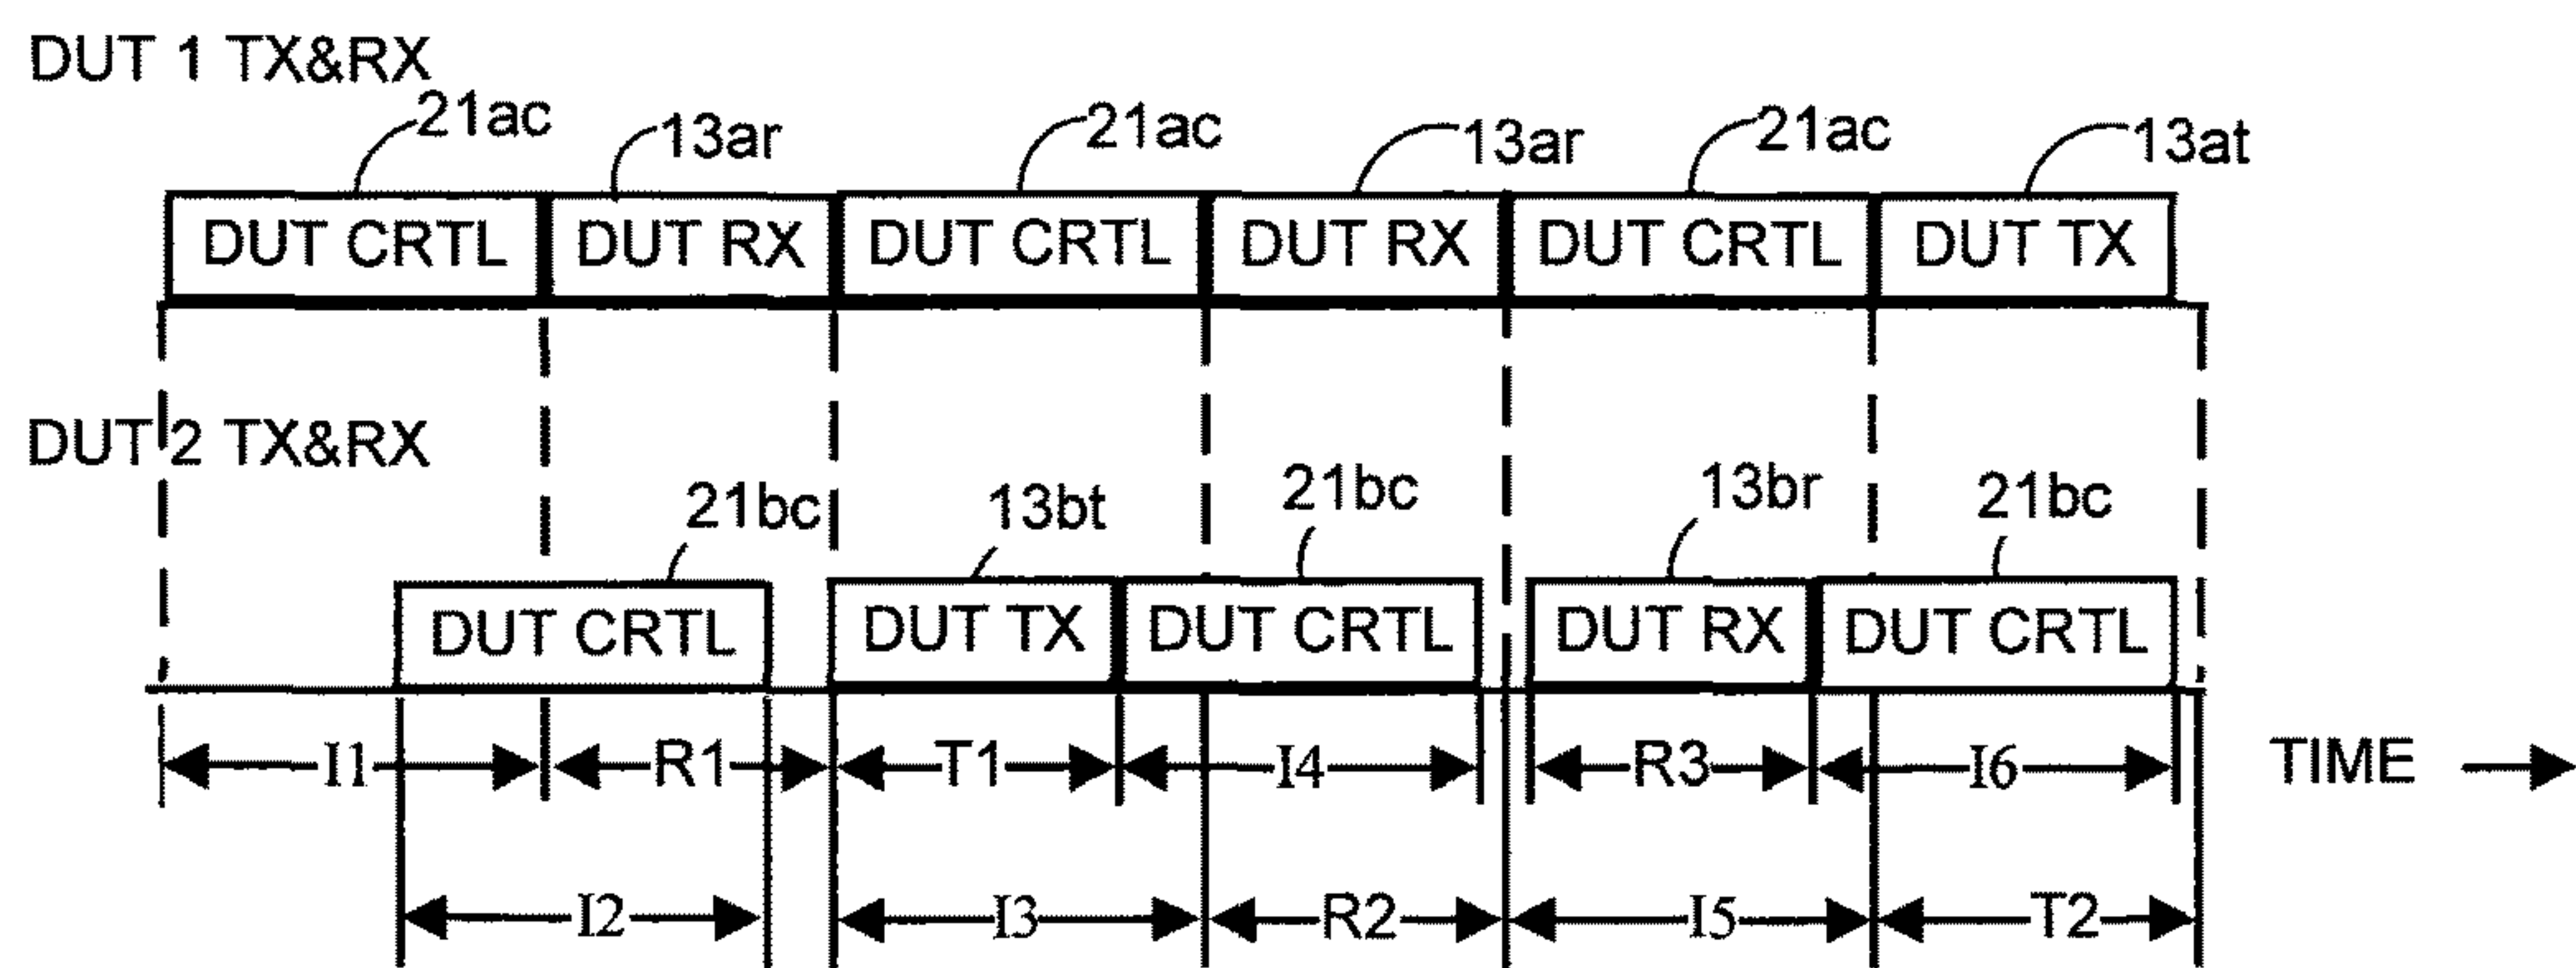 DUT 1 TX&RX
21ac 13ar 21ac 13ar 21ac 13at
DUT CRTL DUT RX DUT CRTL DUT RX DUT CRTL DUT TX
DUT 2 TX&RX
21bc 13bt 21bc 13br 21bc
DUT CRTL DUT TX DUT CRTL DUT RX DUT CRTL
I1 R1 T1 I4 R3 I6 TIME
I2 I3 R2 I5 T2